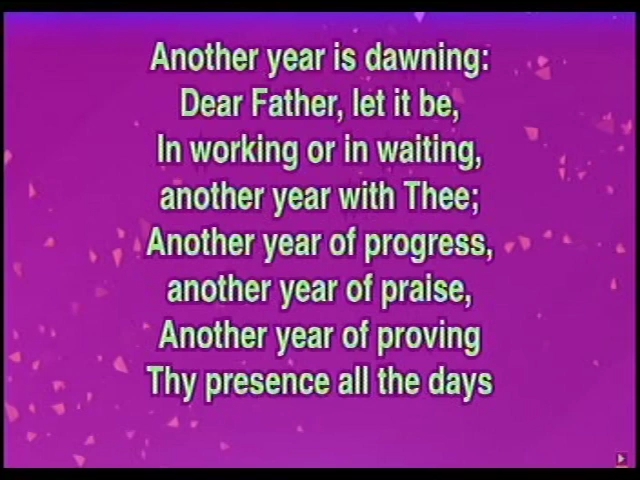 Another year is dawning:
Dear Father, let it be,
In working or in waiting,
another year with Thee;
Another year of progress,
another year of praise,
Another year of proving
Thy presence all the days